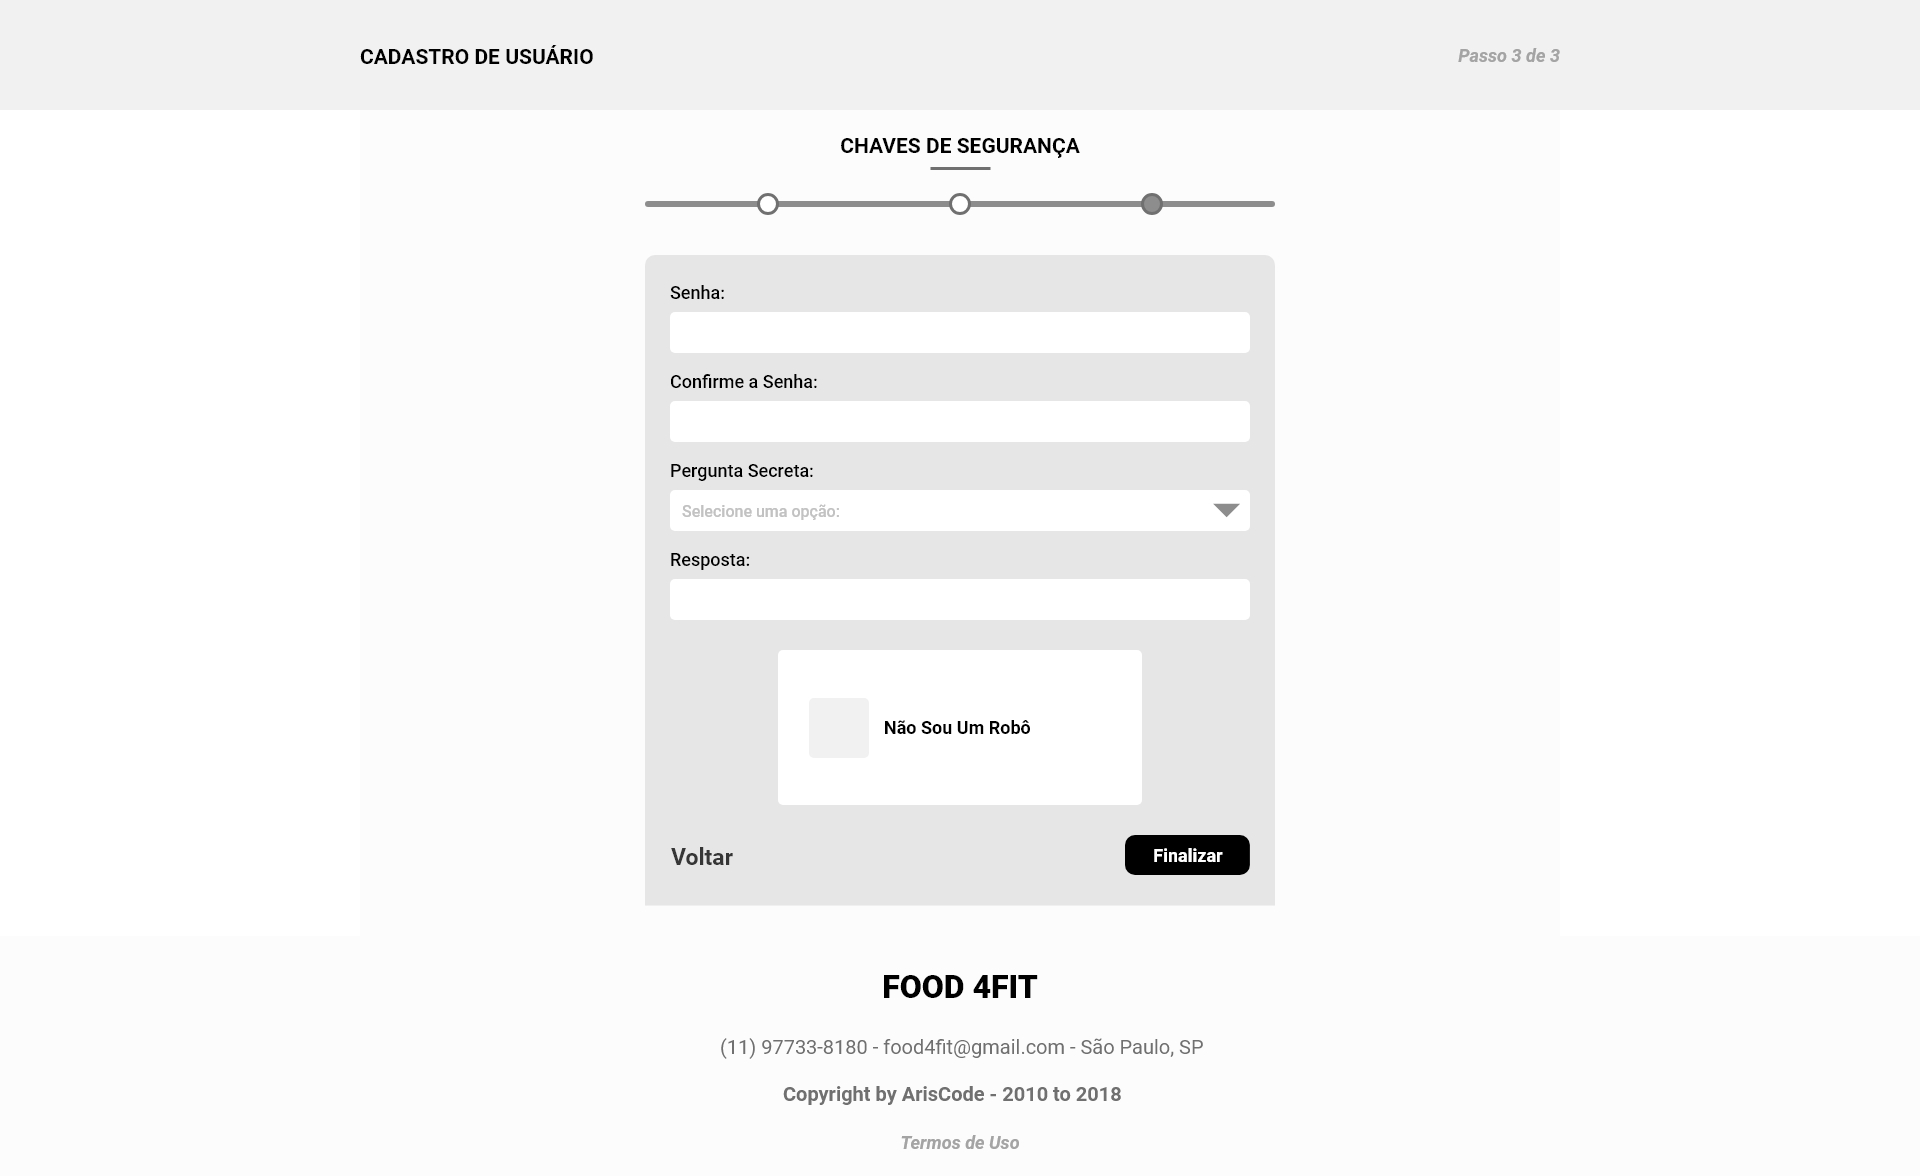 CADASTRO DE USUÁRIO
Passo 3 de 3
CHAVES DE SEGURANÇA
Senha:
Confirme a Senha:
Pergunta Secreta:
Selecione uma opção:
Resposta:
Não Sou Um Robô
Voltar
Finalizar
FOOD 4FIT
(11) 97733-8180 - food4fit@gmail.com - São Paulo, SP
Copyright by ArisCode - 2010 to 2018
Termos de Uso